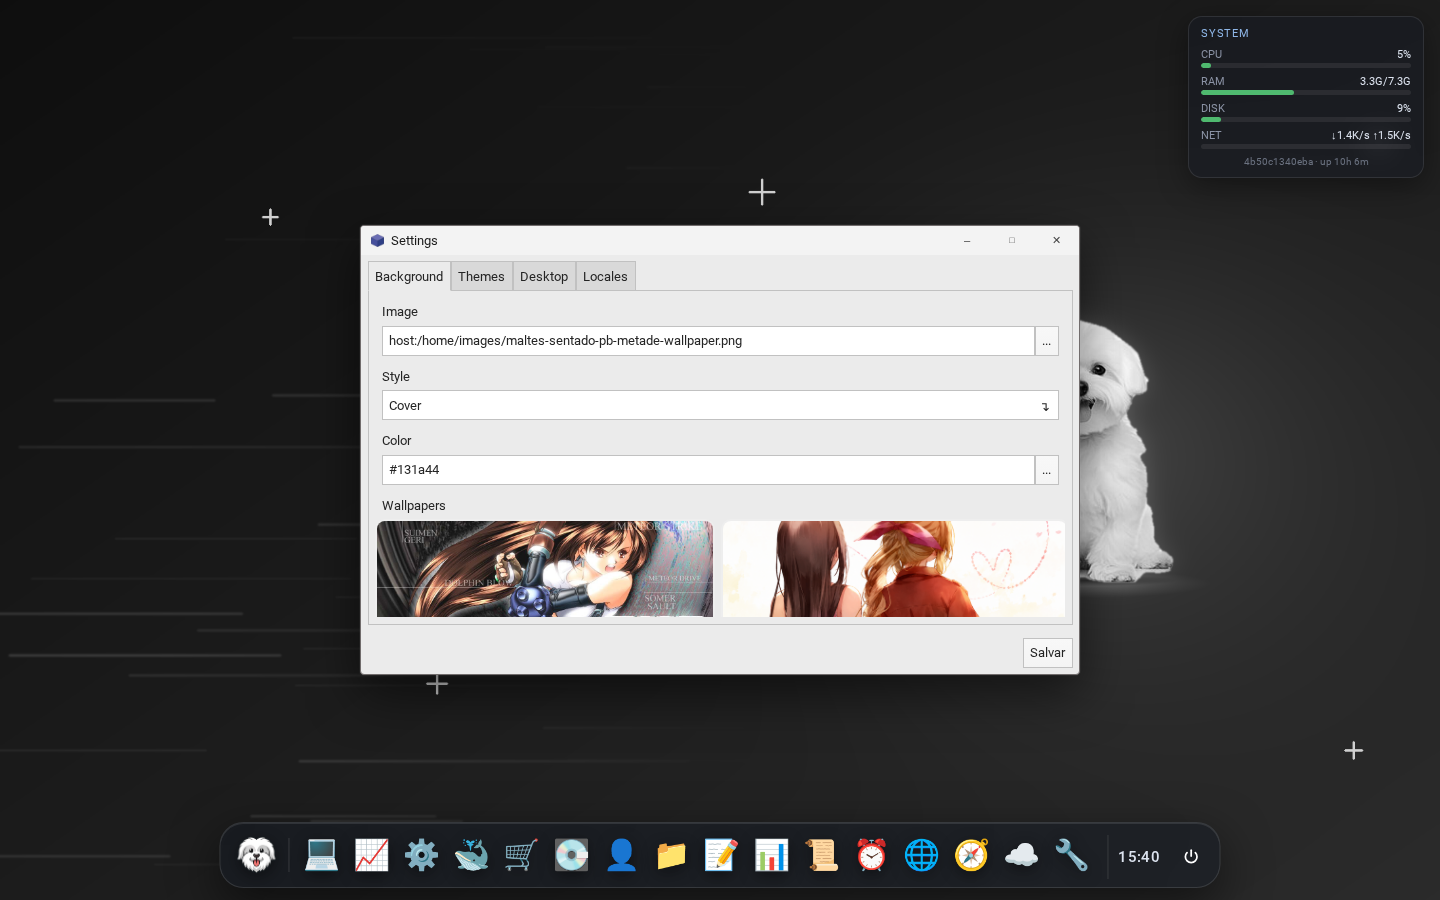 SYSTEM
CPU 5%
RAM 3.3G/7.3G
DISK 9%
NET ↓1.4K/s ↑1.5K/s
4b50c1340eba · up 10h 6m
Settings
Background Themes Desktop Locales
Image
host:/home/images/maltes-sentado-pb-metade-wallpaper.png
...
Style
Cover
Color
#131a44
...
Wallpapers
SUIMEN
GERI
DOLPHIN BLOW
METEOR DRIVE
SOMER
SAULT
Salvar
15:40